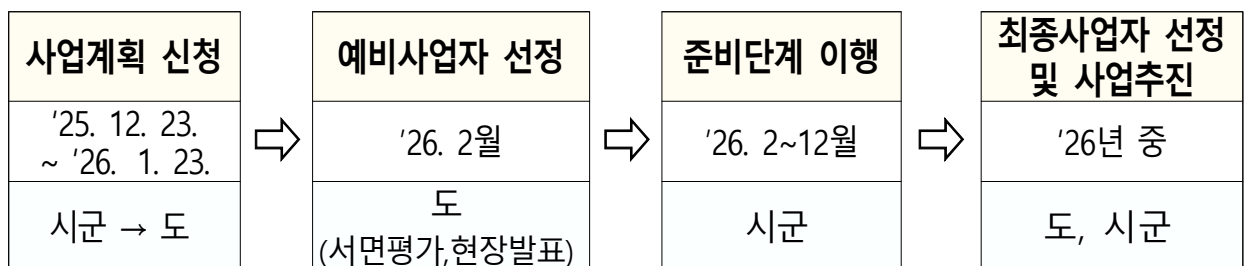 사업계획 신청
'25. 12. 23.
~ '26. 1. 23.
시군 → 도
⇨
예비사업자 선정
'26. 2월
도
(서면평가,현장발표)
⇨
준비단계 이행
'26. 2~12월
시군
⇨
최종사업자 선정
및 사업추진
'26년 중
도, 시군